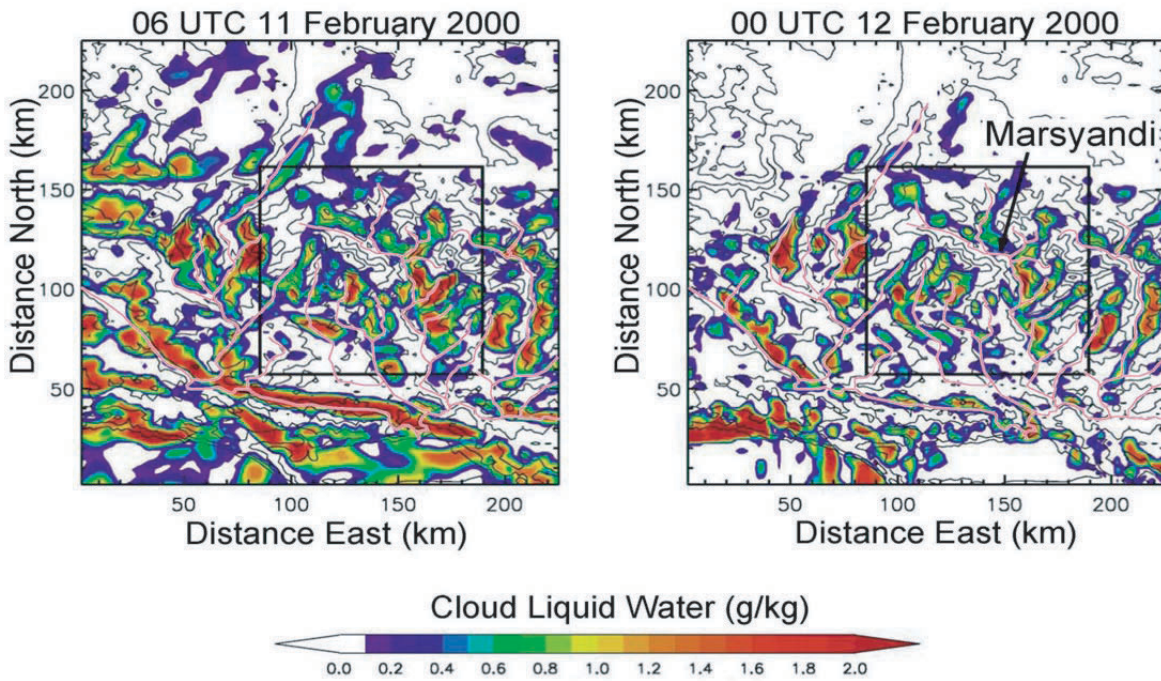 06 UTC 11 February 2000
00 UTC 12 February 2000
Distance North (km)
200
150
100
50
50 100 150 200
Distance East (km)
Distance North (km)
200
150
100
50
Marsyandi
50 100 150 200
Distance East (km)
Cloud Liquid Water (g/kg)
0.0 0.2 0.4 0.6 0.8 1.0 1.2 1.4 1.6 1.8 2.0